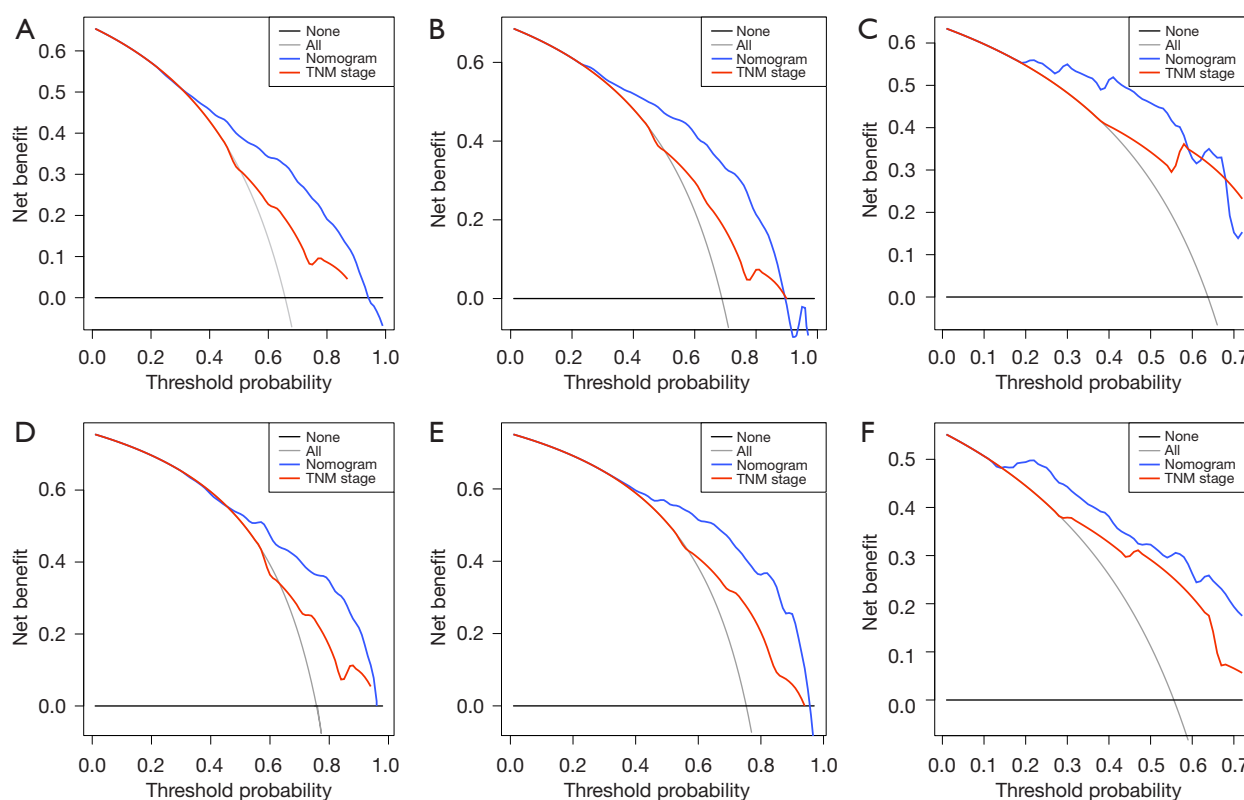 A
None
All
Nomogram
TNM stage
Net benefit
0.6
0.5
0.4
0.3
0.2
0.1
0.0
0.0 0.2 0.4 0.6 0.8 1.0
Threshold probability
B
None
All
Nomogram
TNM stage
Net benefit
0.6
0.4
0.2
0.0
0.0 0.2 0.4 0.6 0.8 1.0
Threshold probability
C
None
All
Nomogram
TNM stage
Net benefit
0.6
0.5
0.4
0.3
0.2
0.1
0.0
0.0 0.1 0.2 0.3 0.4 0.5 0.6 0.7
Threshold probability
D
None
All
Nomogram
TNM stage
Net benefit
0.6
0.4
0.2
0.0
0.0 0.2 0.4 0.6 0.8 1.0
Threshold probability
E
None
All
Nomogram
TNM stage
Net benefit
0.6
0.4
0.2
0.0
0.0 0.2 0.4 0.6 0.8 1.0
Threshold probability
F
None
All
Nomogram
TNM stage
Net benefit
0.5
0.4
0.3
0.2
0.1
0.0
0.0 0.1 0.2 0.3 0.4 0.5 0.6 0.7
Threshold probability